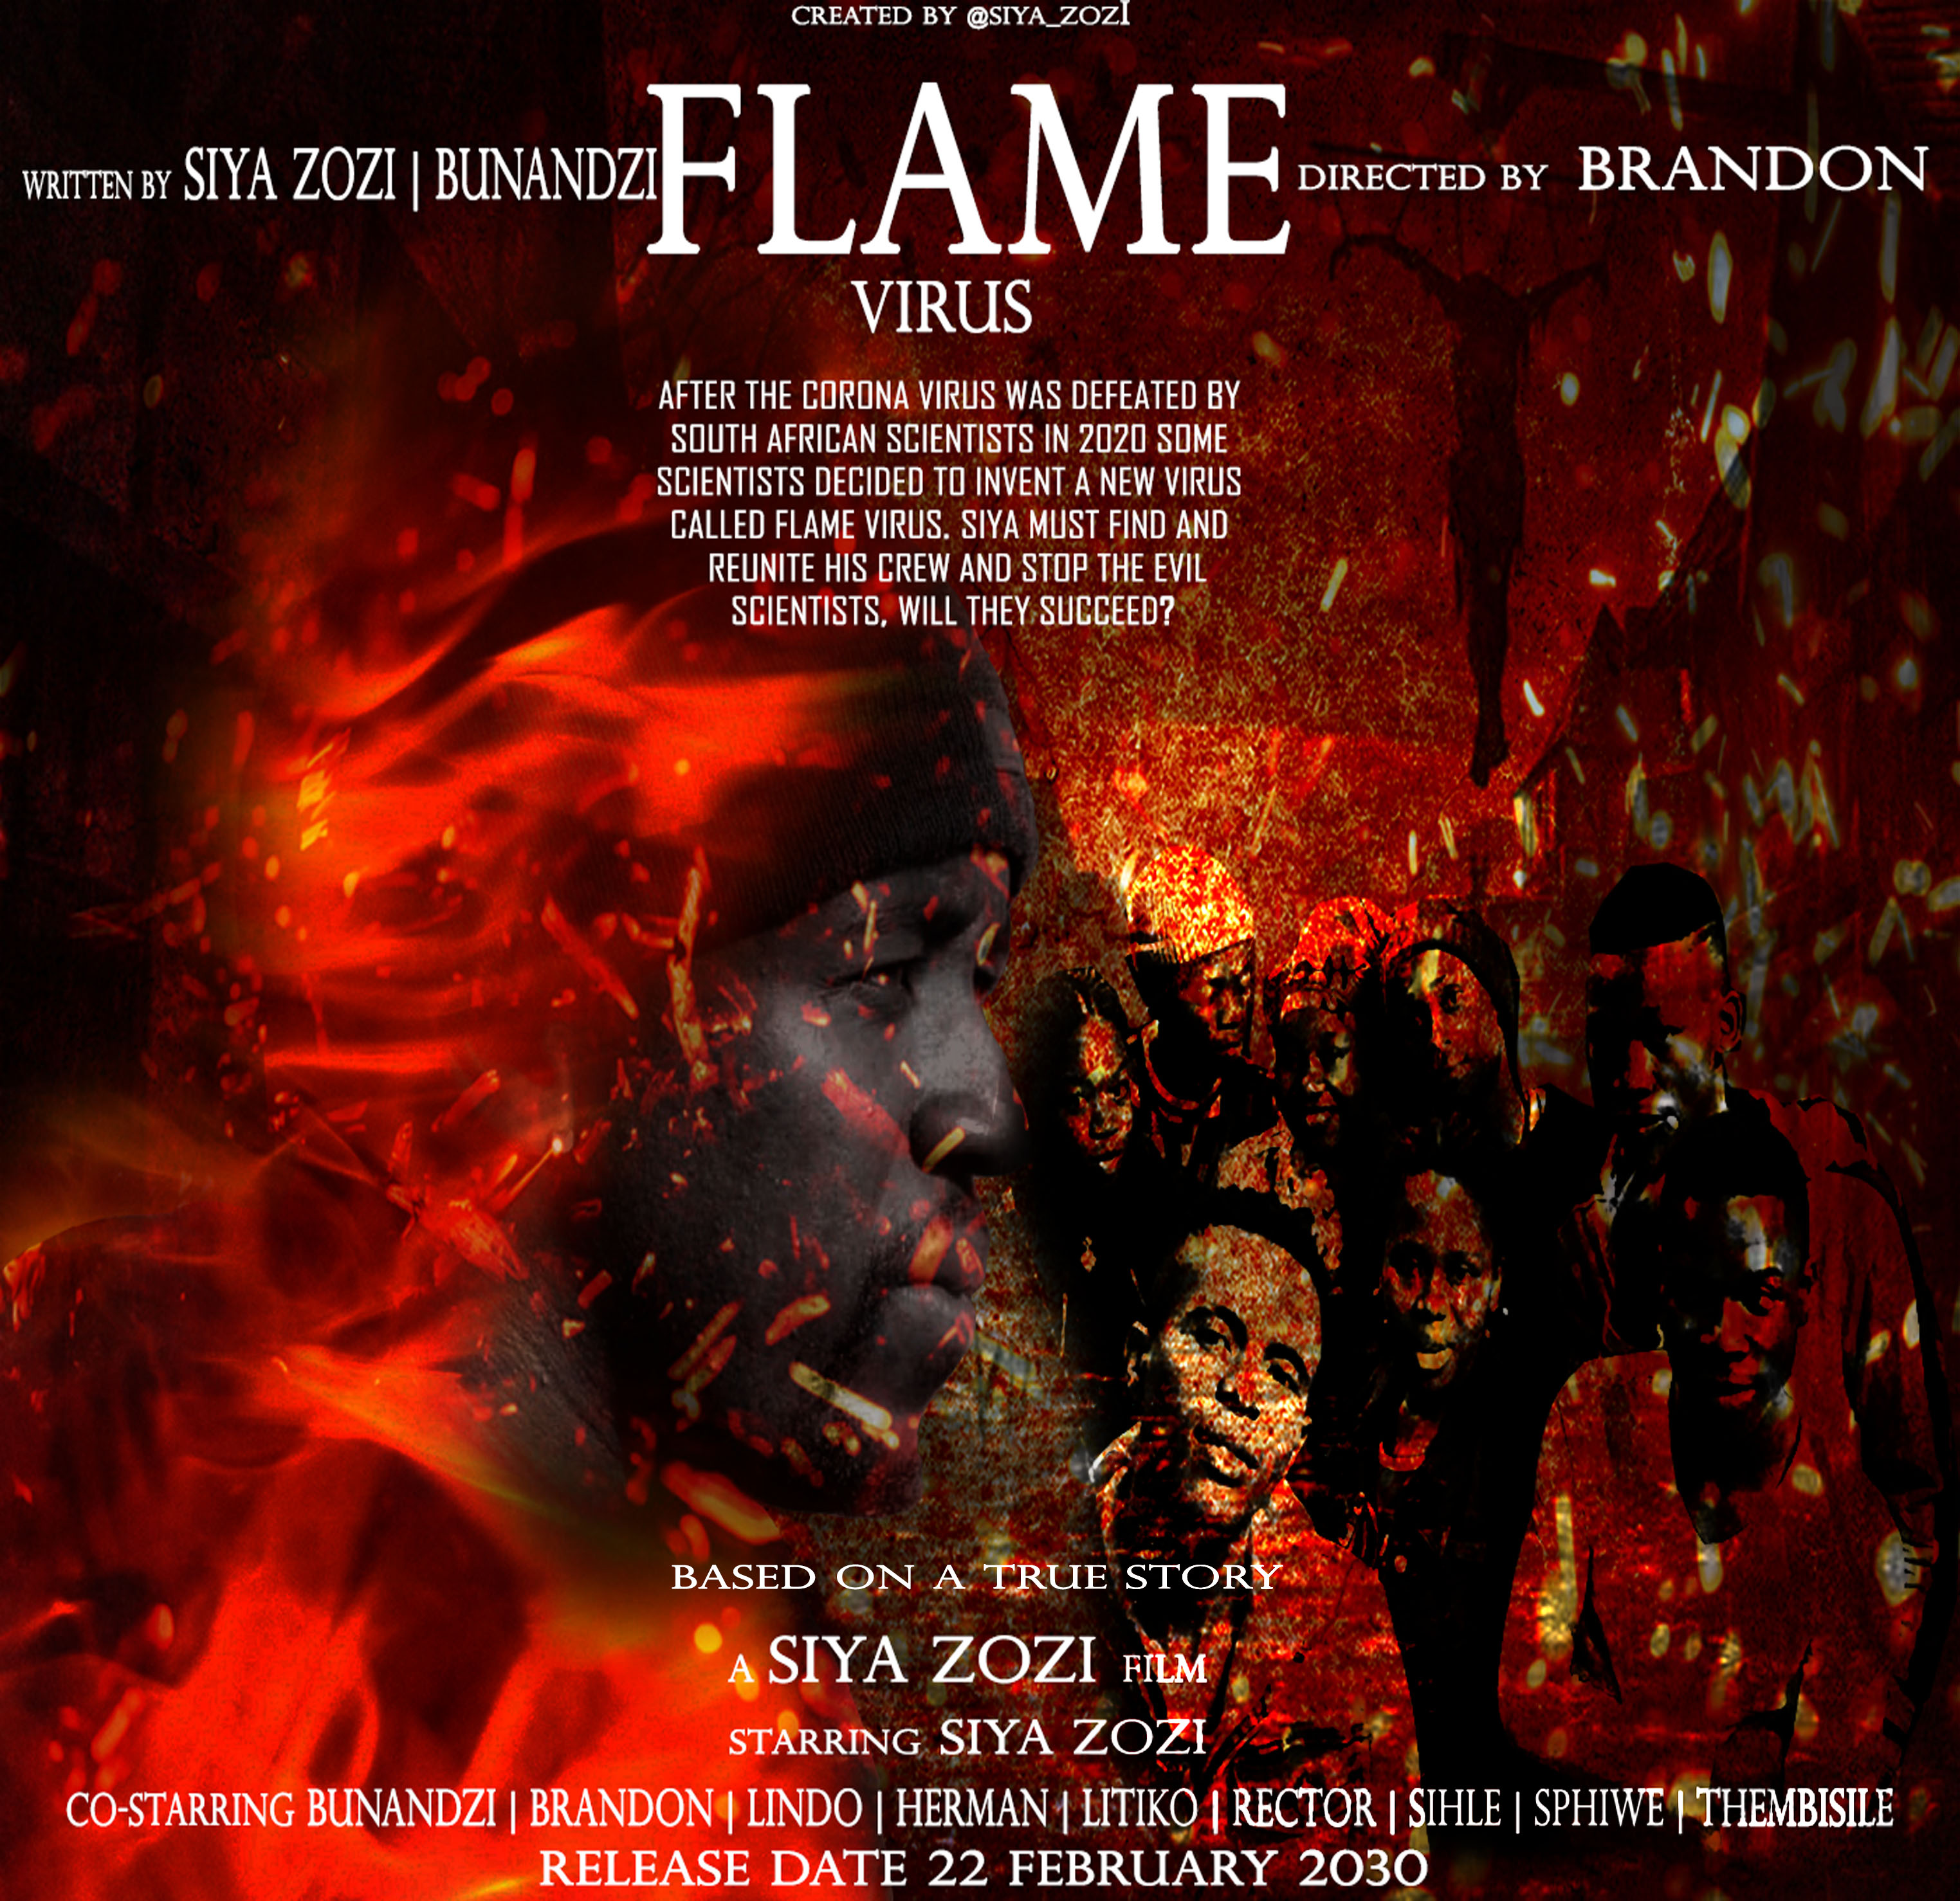 CREATED BY @SIYA_ZOZI
FLAME
WRITTEN BY SIYA ZOZI | BUNANDZI
DIRECTED BY BRANDON
VIRUS
AFTER THE CORONA VIRUS WAS DEFEATED BY
SOUTH AFRICAN SCIENTISTS IN 2020 SOME
SCIENTISTS DECIDED TO INVENT A NEW VIRUS
CALLED FLAME VIRUS. SIYA MUST FIND AND
REUNITE HIS CREW AND STOP THE EVIL
SCIENTISTS, WILL THEY SUCCEED?
BASED ON A TRUE STORY
A SIYA ZOZI FILM
STARRING SIYA ZOZI
CO-STARRING BUNANDZI | BRANDON | LINDO | HERMAN | LITIKO | RECTOR | SIHLE | SPHIWE | THEMBISILE
RELEASE DATE 22 FEBRUARY 2030